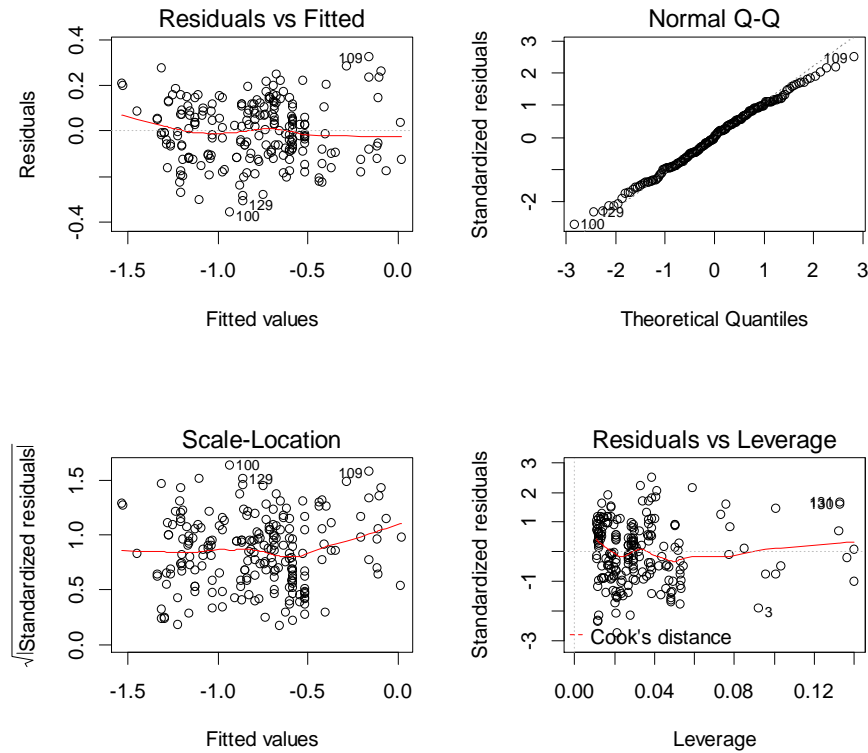 Residuals vs Fitted
Residuals
0.4
0.0
-0.4
109
129
100
-1.5 -1.0 -0.5 0.0
Fitted values
Normal Q-Q
Standardized residuals
3
2
1
0
-2
109
129
100
-3 -2 -1 0 1 2 3
Theoretical Quantiles
Scale-Location
√|Standardized residuals|
1.5
1.0
0.5
0.0
100
129
109
-1.5 -1.0 -0.5 0.0
Fitted values
Residuals vs Leverage
Standardized residuals
3
2
1
-1
-3
131
130
3
Cook's distance
0.00 0.04 0.08 0.12
Leverage